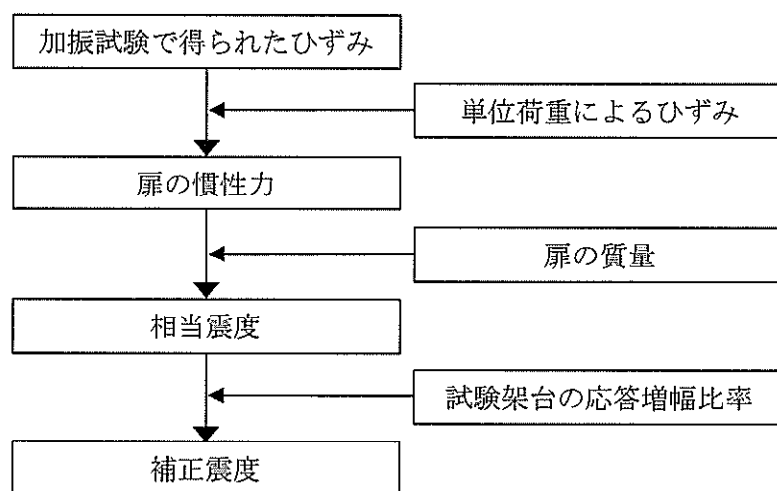 加振試験で得られたひずみ
単位荷重によるひずみ
扉の慣性力
扉の質量
相当震度
試験架台の応答増幅比率
補正震度